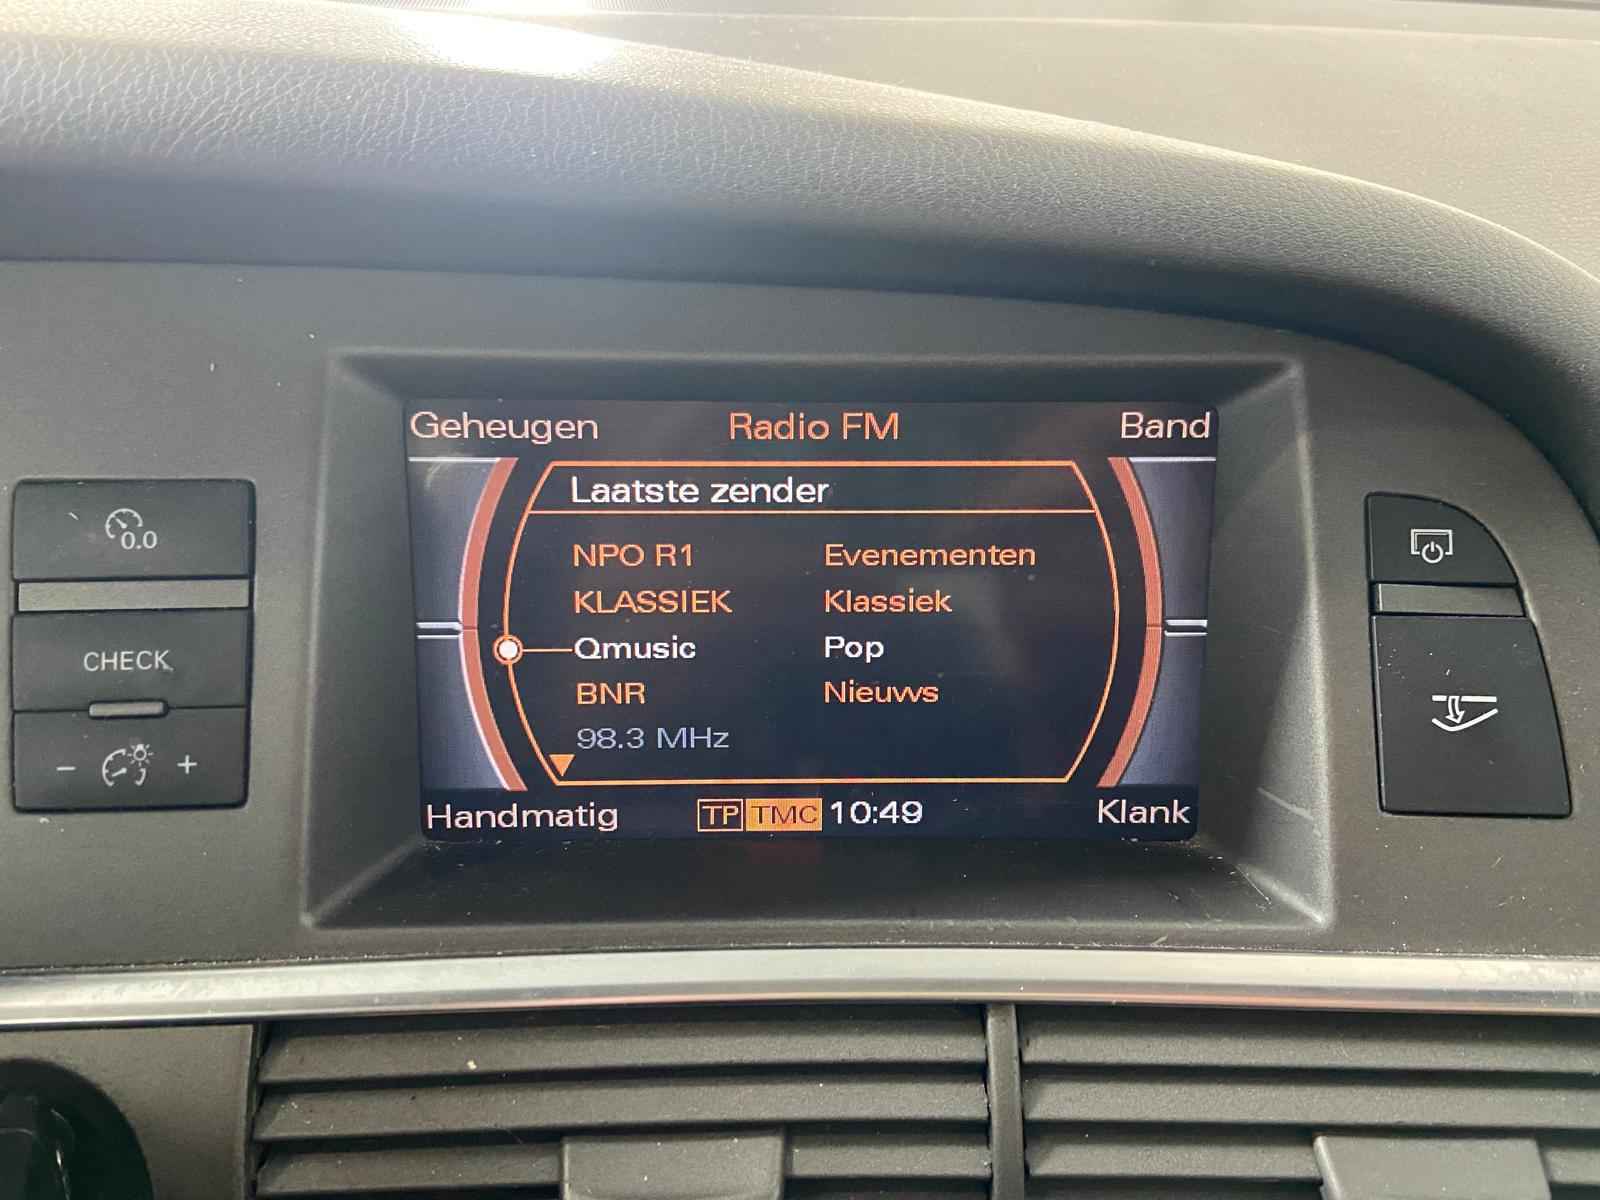 Geheugen Radio FM Band
Laatste zender
NPO R1 Evenementen
KLASSIEK Klassiek
Qmusic Pop
BNR Nieuws
98.3 MHz
Handmatig TP TMC 10:49 Klank
0.0
CHECK
- +